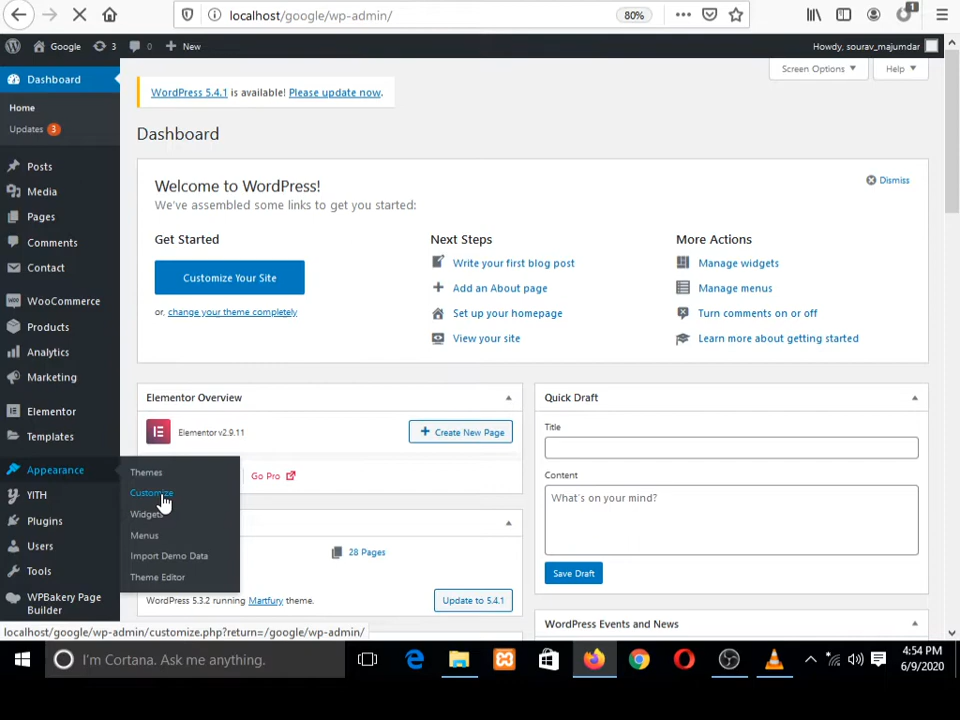 localhost/google/wp-admin/
80%
1
Google
3
0
New
Howdy, sourav_majumdar
Dashboard
Home
Updates 3
Posts
Media
Pages
Comments
Contact
WooCommerce
Products
Analytics
Marketing
Elementor
Templates
Appearance
YITH
Plugins
Users
Tools
WPBakery Page
Builder
Themes
Customize
Widgets
Menus
Import Demo Data
Theme Editor
Screen Options
Help
WordPress 5.4.1 is available! Please update now.
Dashboard
Welcome to WordPress!
We've assembled some links to get you started:
Dismiss
Get Started
Customize Your Site
or, change your theme completely
Next Steps
Write your first blog post
Add an About page
Set up your homepage
View your site
More Actions
Manage widgets
Manage menus
Turn comments on or off
Learn more about getting started
Elementor Overview
Elementor v2.9.11
Create New Page
Go Pro
28 Pages
WordPress 5.3.2 running Martfury theme.
Update to 5.4.1
Quick Draft
Title
Content
What's on your mind?
Save Draft
WordPress Events and News
localhost/google/wp-admin/customize.php?return=/google/wp-admin/
I'm Cortana. Ask me anything.
4:54 PM
6/9/2020